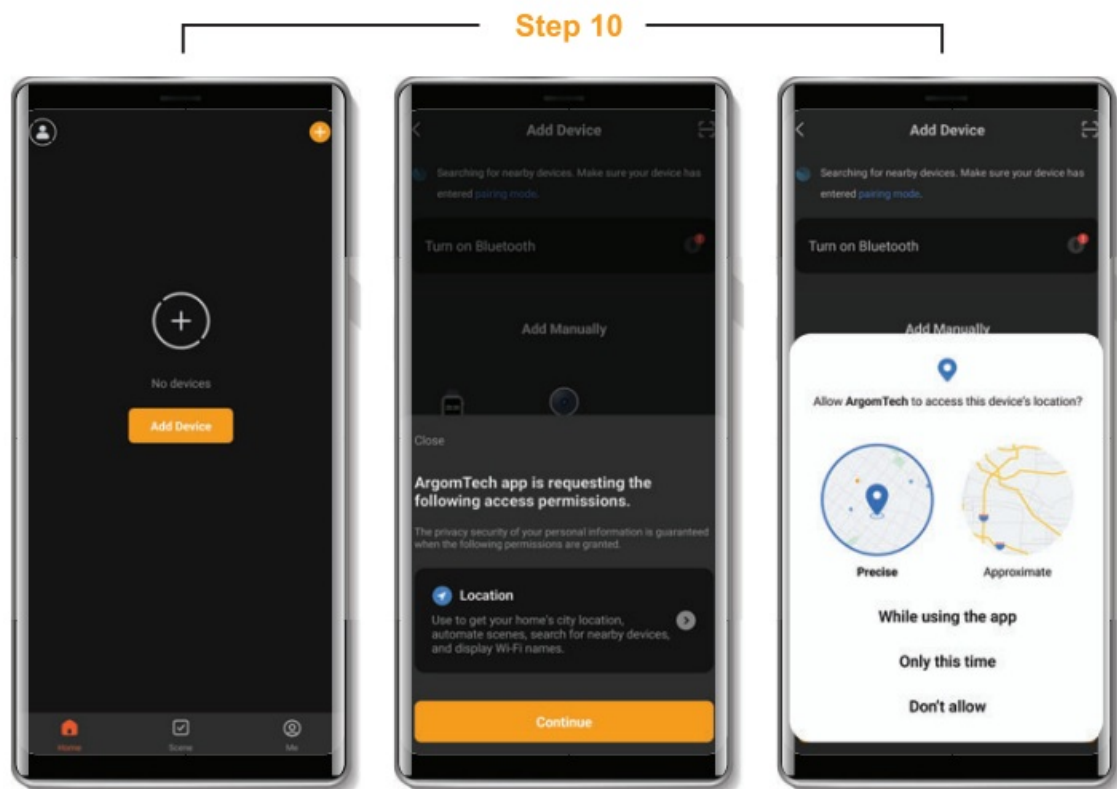 Step 10
No devices
Add Device
Home
Scene
Me
Add Device
Searching for nearby devices. Make sure your device has
entered pairing mode.
Turn on Bluetooth
Add Manually
Close
ArgomTech app is requesting the
following access permissions.
The privacy security of your personal information is guaranteed
when the following permissions are granted.
Location
Use to get your home's city location,
automate scenes, search for nearby devices,
and display Wi-Fi names.
Continue
Add Device
Searching for nearby devices. Make sure your device has
entered pairing mode.
Turn on Bluetooth
Add Manually
Allow ArgomTech to access this device's location?
Precise
Approximate
While using the app
Only this time
Don't allow